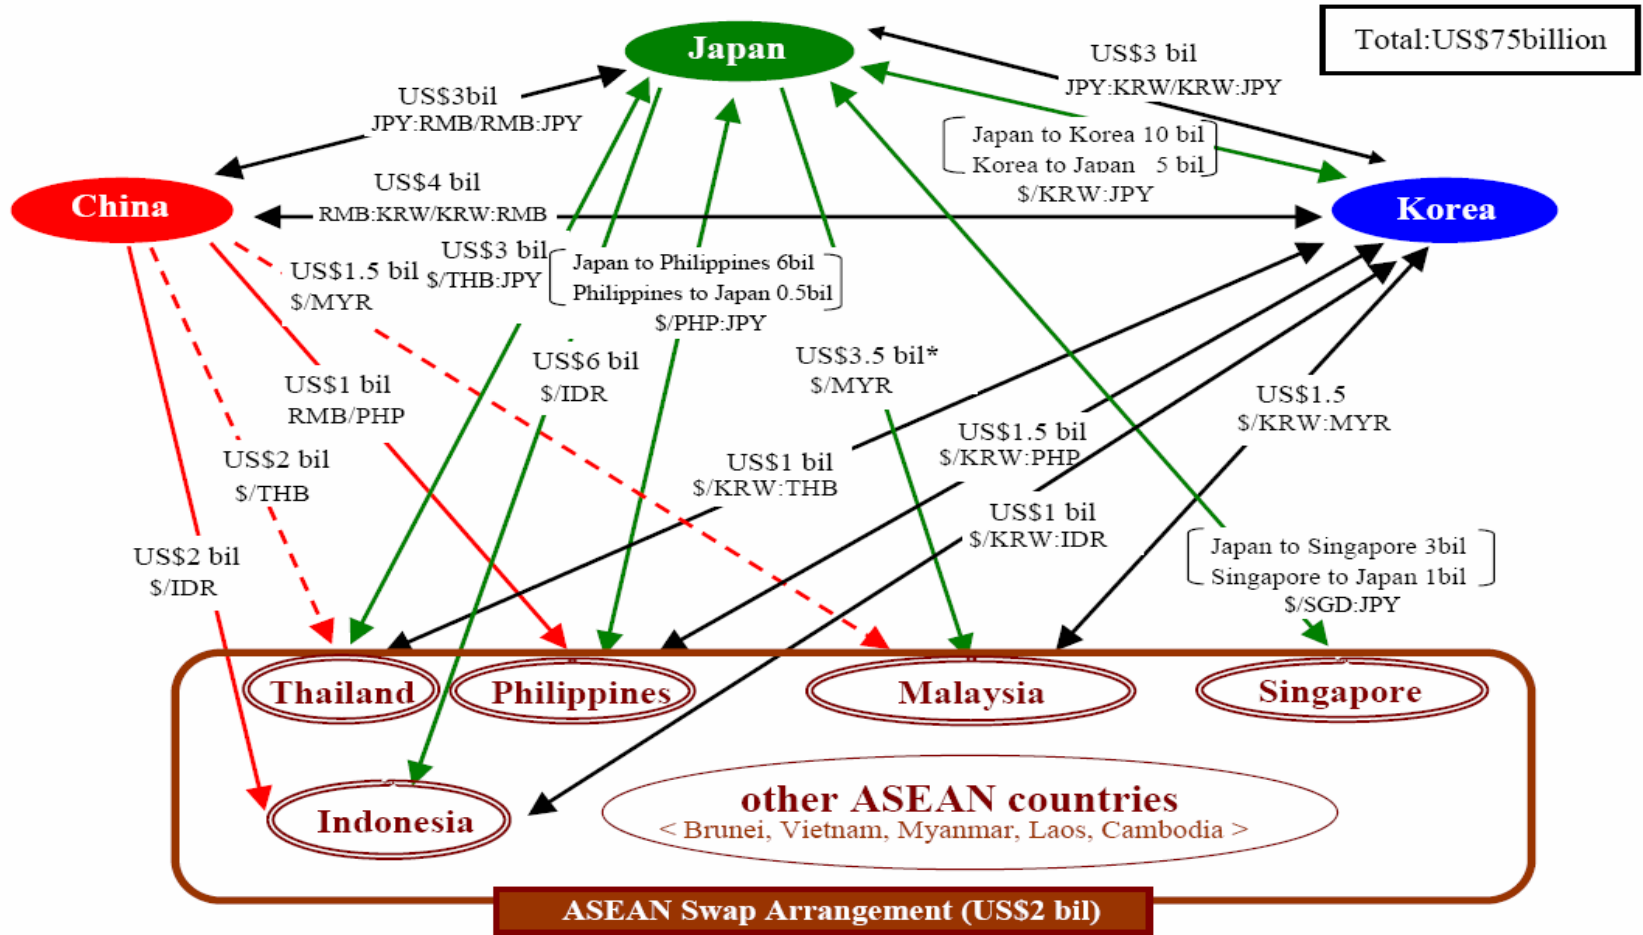 Japan
Total:US$75billion
US$3 bil
JPY:KRW/KRW:JPY
US$3bil
JPY:RMB/RMB:JPY
Japan to Korea 10 bil
Korea to Japan 5 bil
$/KRW:JPY
US$4 bil
RMB:KRW/KRW:RMB
China
Korea
US$3 bil
$/THB:JPY
US$1.5 bil
$/MYR
Japan to Philippines 6bil
Philippines to Japan 0.5bil
$/PHP:JPY
US$6 bil
$/IDR
US$3.5 bil*
$/MYR
US$1 bil
RMB/PHP
US$1.5
$/KRW:MYR
US$1.5 bil
$/KRW:PHP
US$2 bil
$/THB
US$1 bil
$/KRW:THB
US$1 bil
$/KRW:IDR
US$2 bil
$/IDR
Japan to Singapore 3bil
Singapore to Japan 1bil
$/SGD:JPY
Thailand
Philippines
Malaysia
Singapore
Indonesia
other ASEAN countries
< Brunei, Vietnam, Myanmar, Laos, Cambodia >
ASEAN Swap Arrangement (US$2 bil)